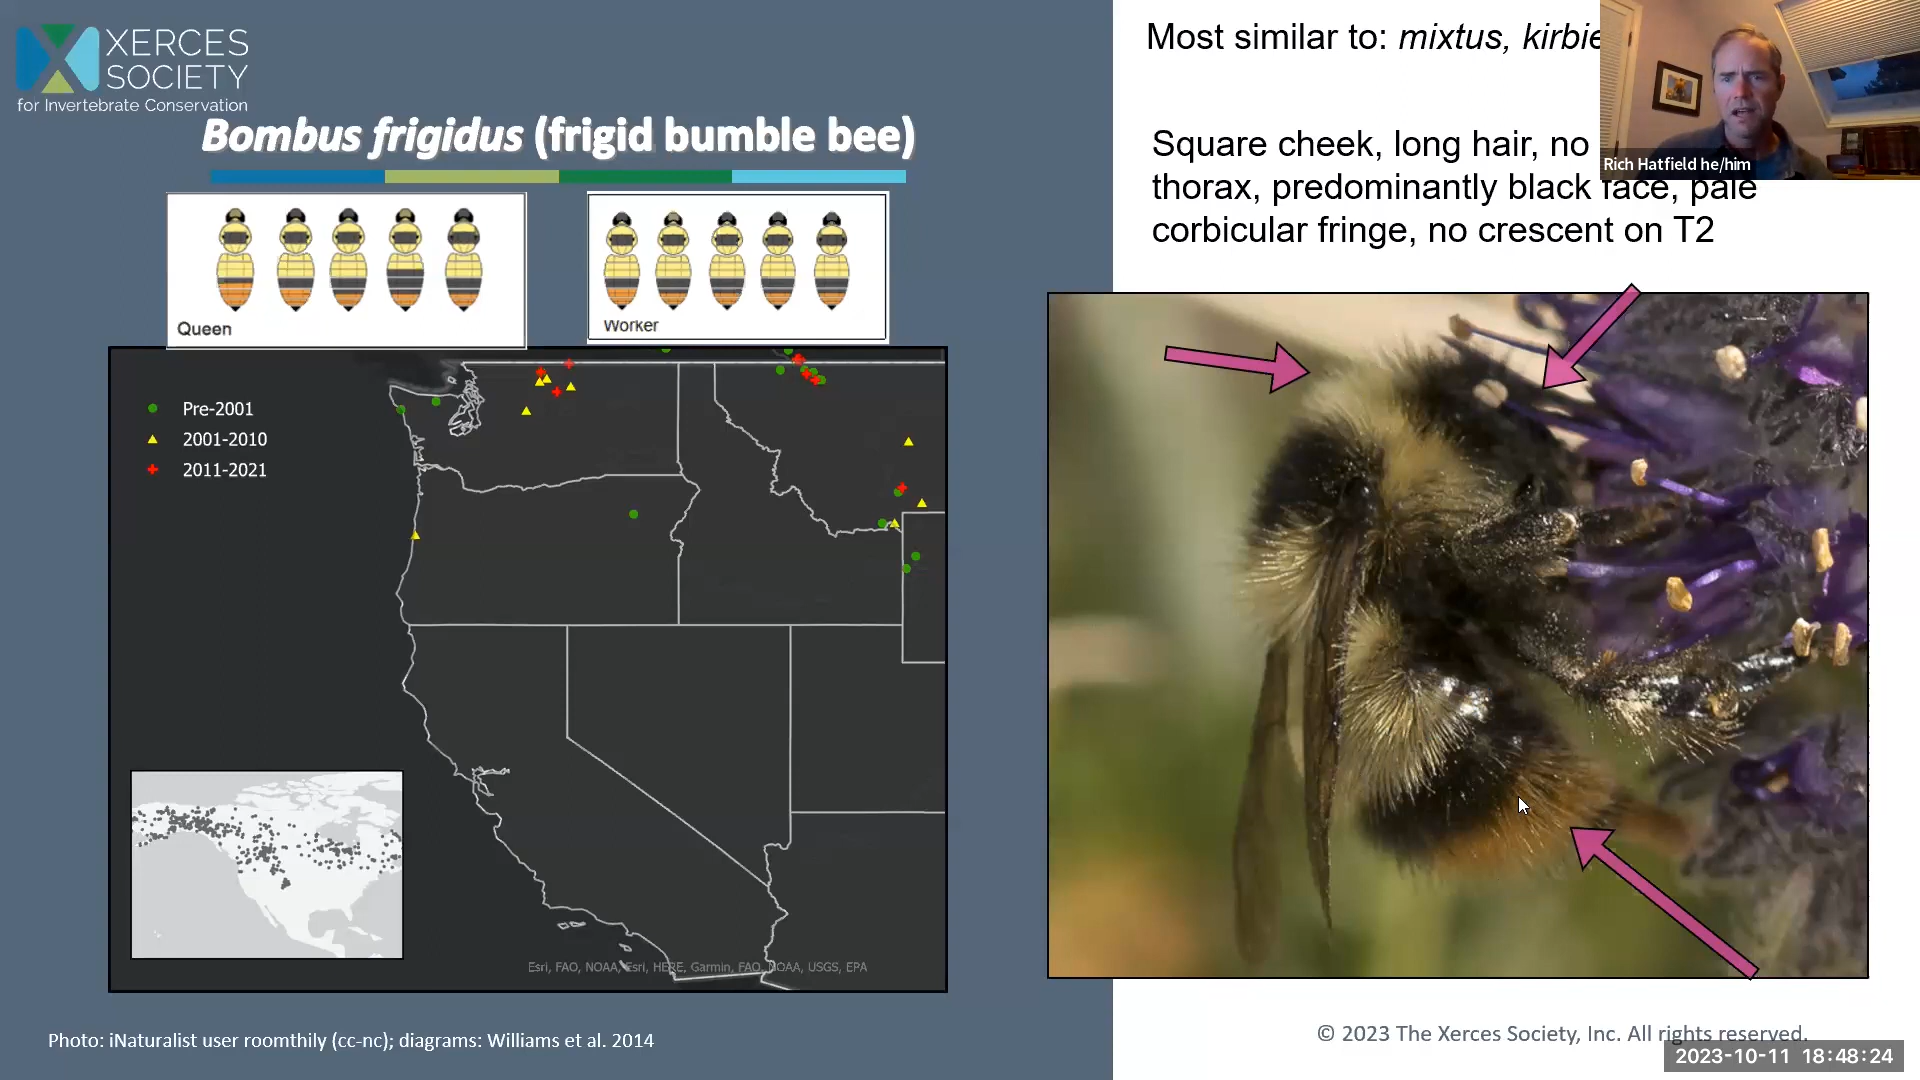 XERCES
SOCIETY
for Invertebrate Conservation
Bombus frigidus (frigid bumble bee)
Queen
Worker
Pre-2001
2001-2010
2011-2021
Esri, FAO, NOAA, Esri, HERE, Garmin, FAO, NOAA, USGS, EPA
Photo: iNaturalist user roomthily (cc-nc); diagrams: Williams et al. 2014
Most similar to: mixtus, kirbie
Square cheek, long hair, no
thorax, predominantly black face, pale
corbicular fringe, no crescent on T2
Rich Hatfield he/him
© 2023 The Xerces Society, Inc. All rights reserved.
2023-10-11 18:48:24